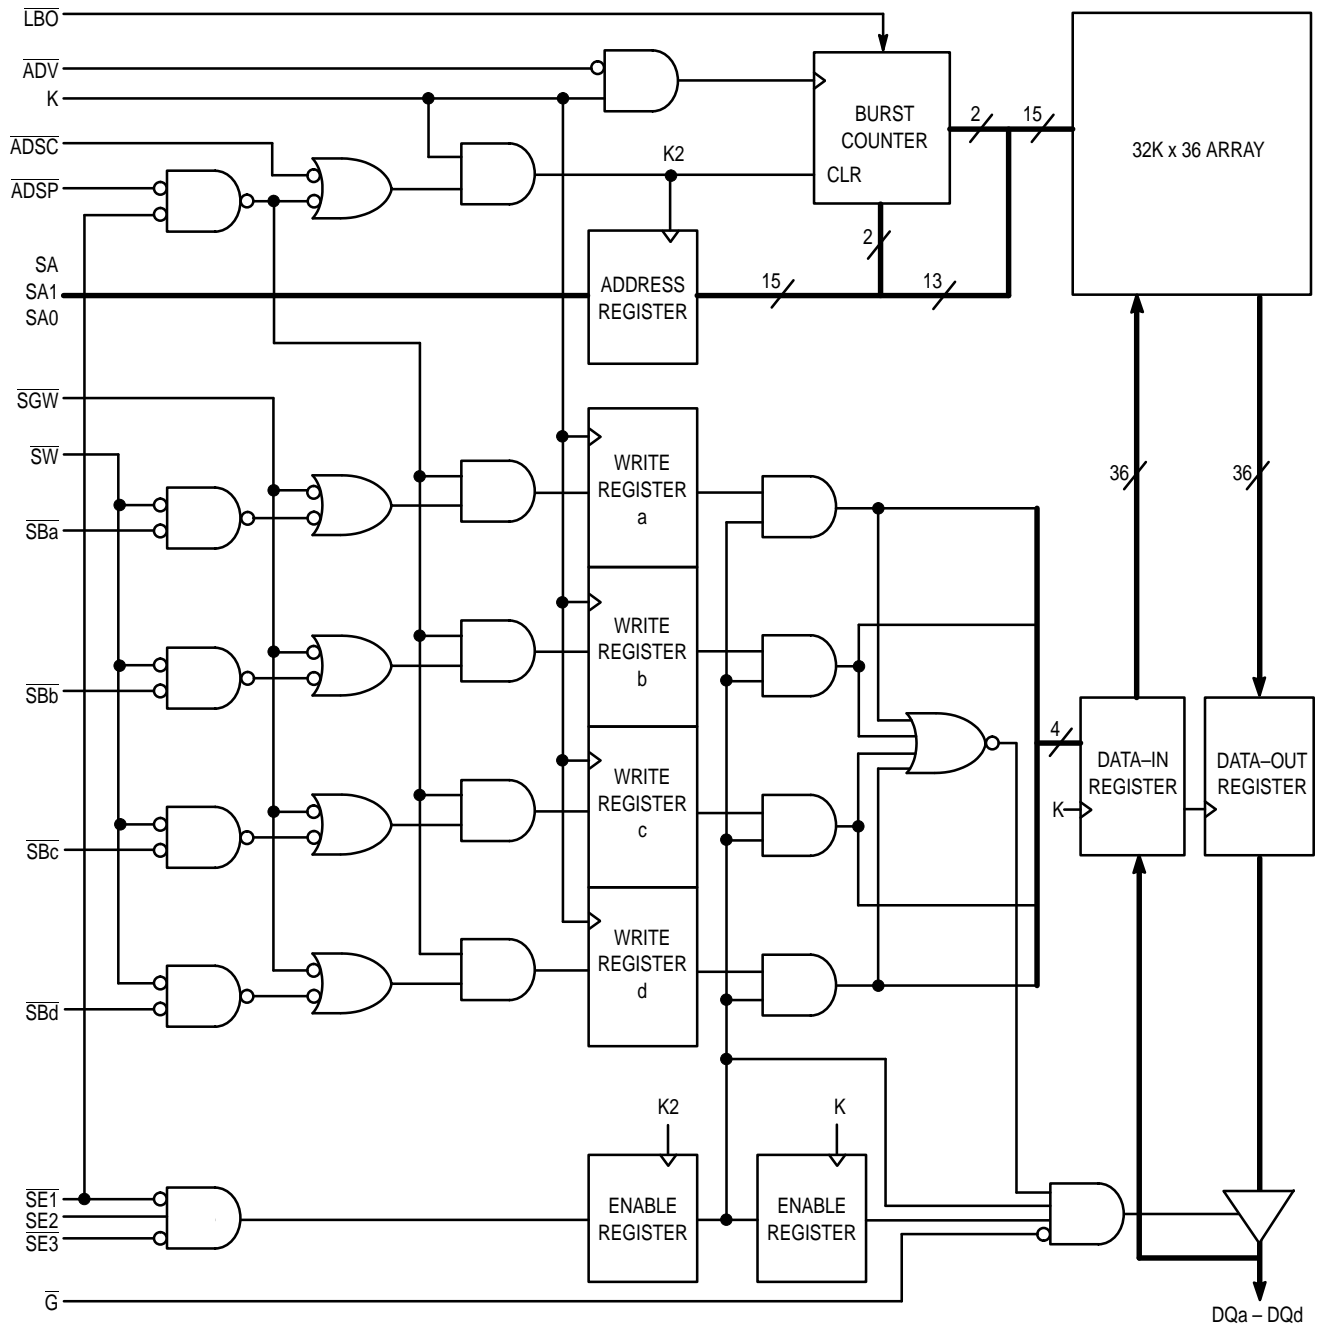 LBO
ADV
K
ADSC
ADSP
K2
BURST
COUNTER
CLR
2
15
32K x 36 ARRAY
2
SA
SA1
SA0
ADDRESS
REGISTER
15
13
SGW
SW
SBa
WRITE
REGISTER
a
36
36
SBb
WRITE
REGISTER
b
SBc
WRITE
REGISTER
c
4
DATA–IN
REGISTER
K
DATA–OUT
REGISTER
SBd
WRITE
REGISTER
d
K2
K
SE1
SE2
SE3
ENABLE
REGISTER
ENABLE
REGISTER
G
DQa – DQd